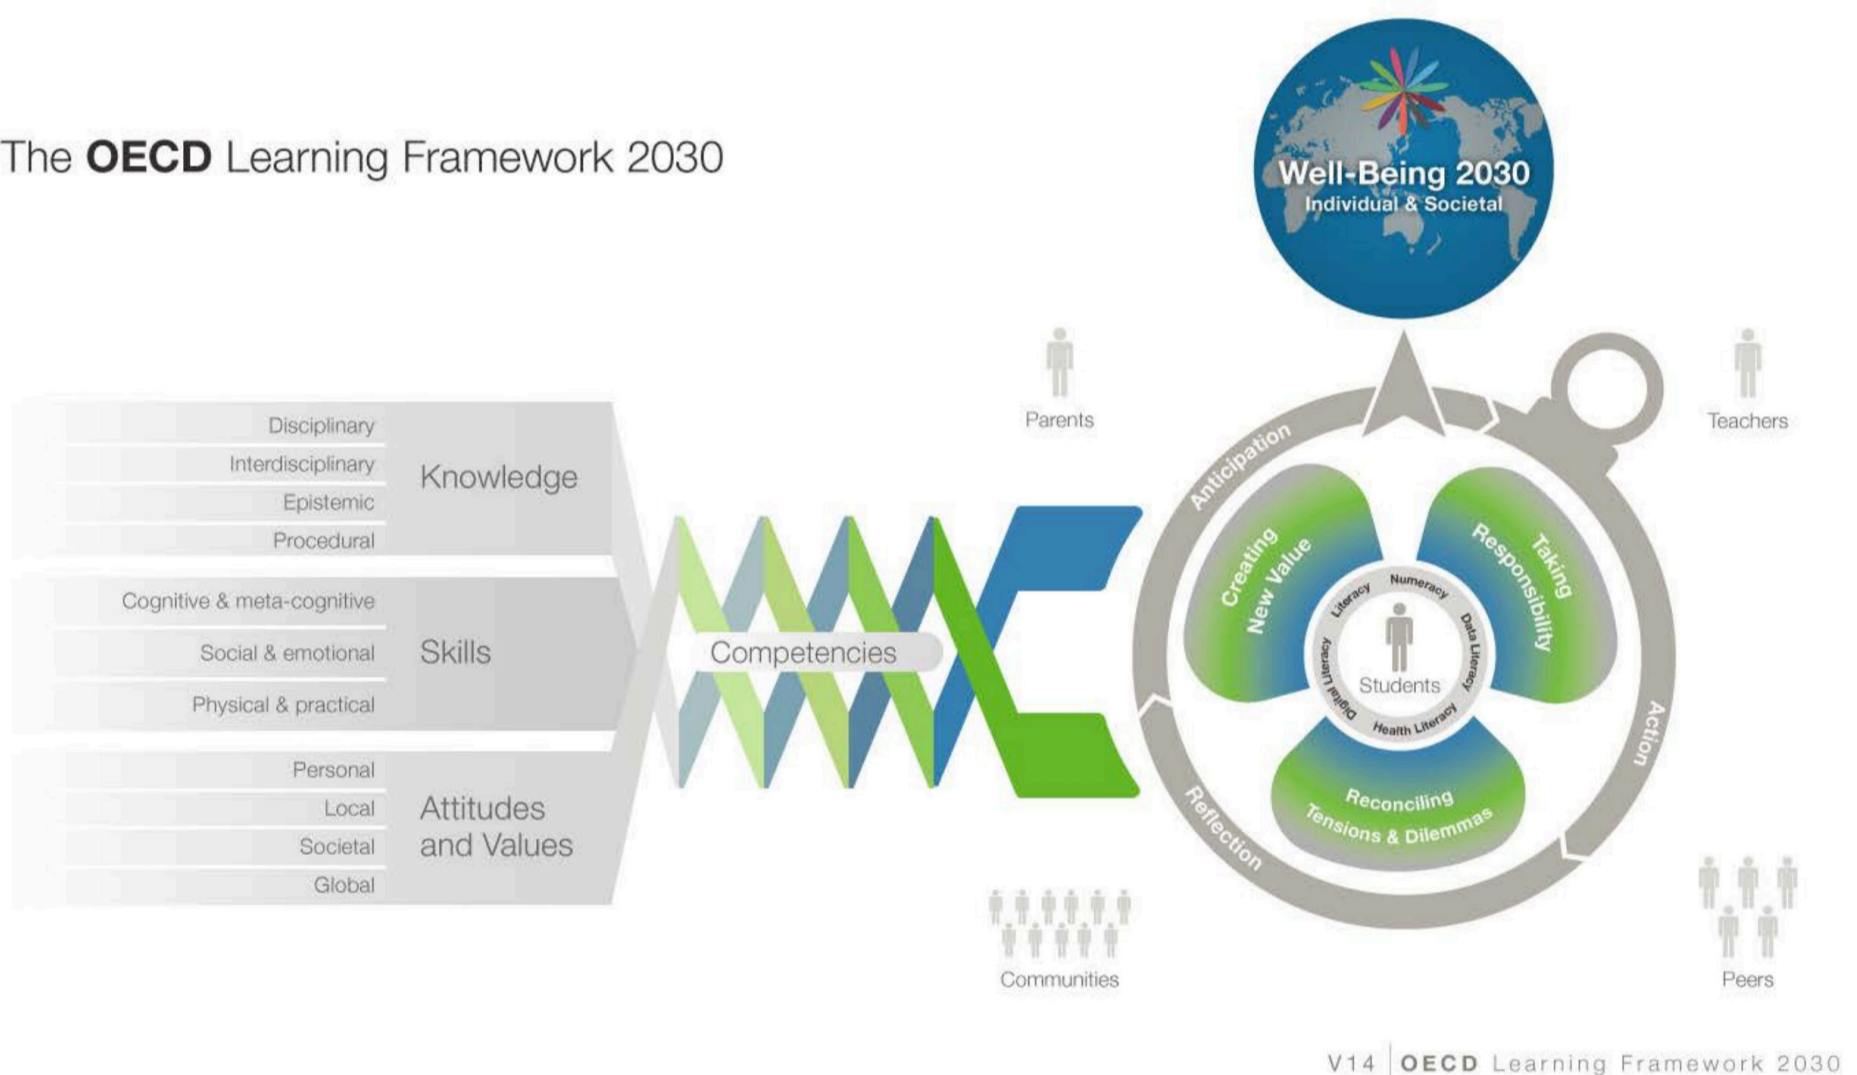 The OECD Learning Framework 2030
Well-Being 2030
Individual & Societal
Disciplinary
Interdisciplinary
Epistemic
Procedural
Knowledge
Cognitive & meta-cognitive
Social & emotional
Physical & practical
Skills
Personal
Local
Societal
Global
Attitudes
and Values
Competencies
Parents
Teachers
Anticipation
Action
Reflection
Creating
New Value
Taking
Responsibility
Reconciling
Tensions & Dilemmas
Literacy
Numeracy
Data Literacy
Health Literacy
Digital Literacy
Students
Communities
Peers
V14 | OECD Learning Framework 2030